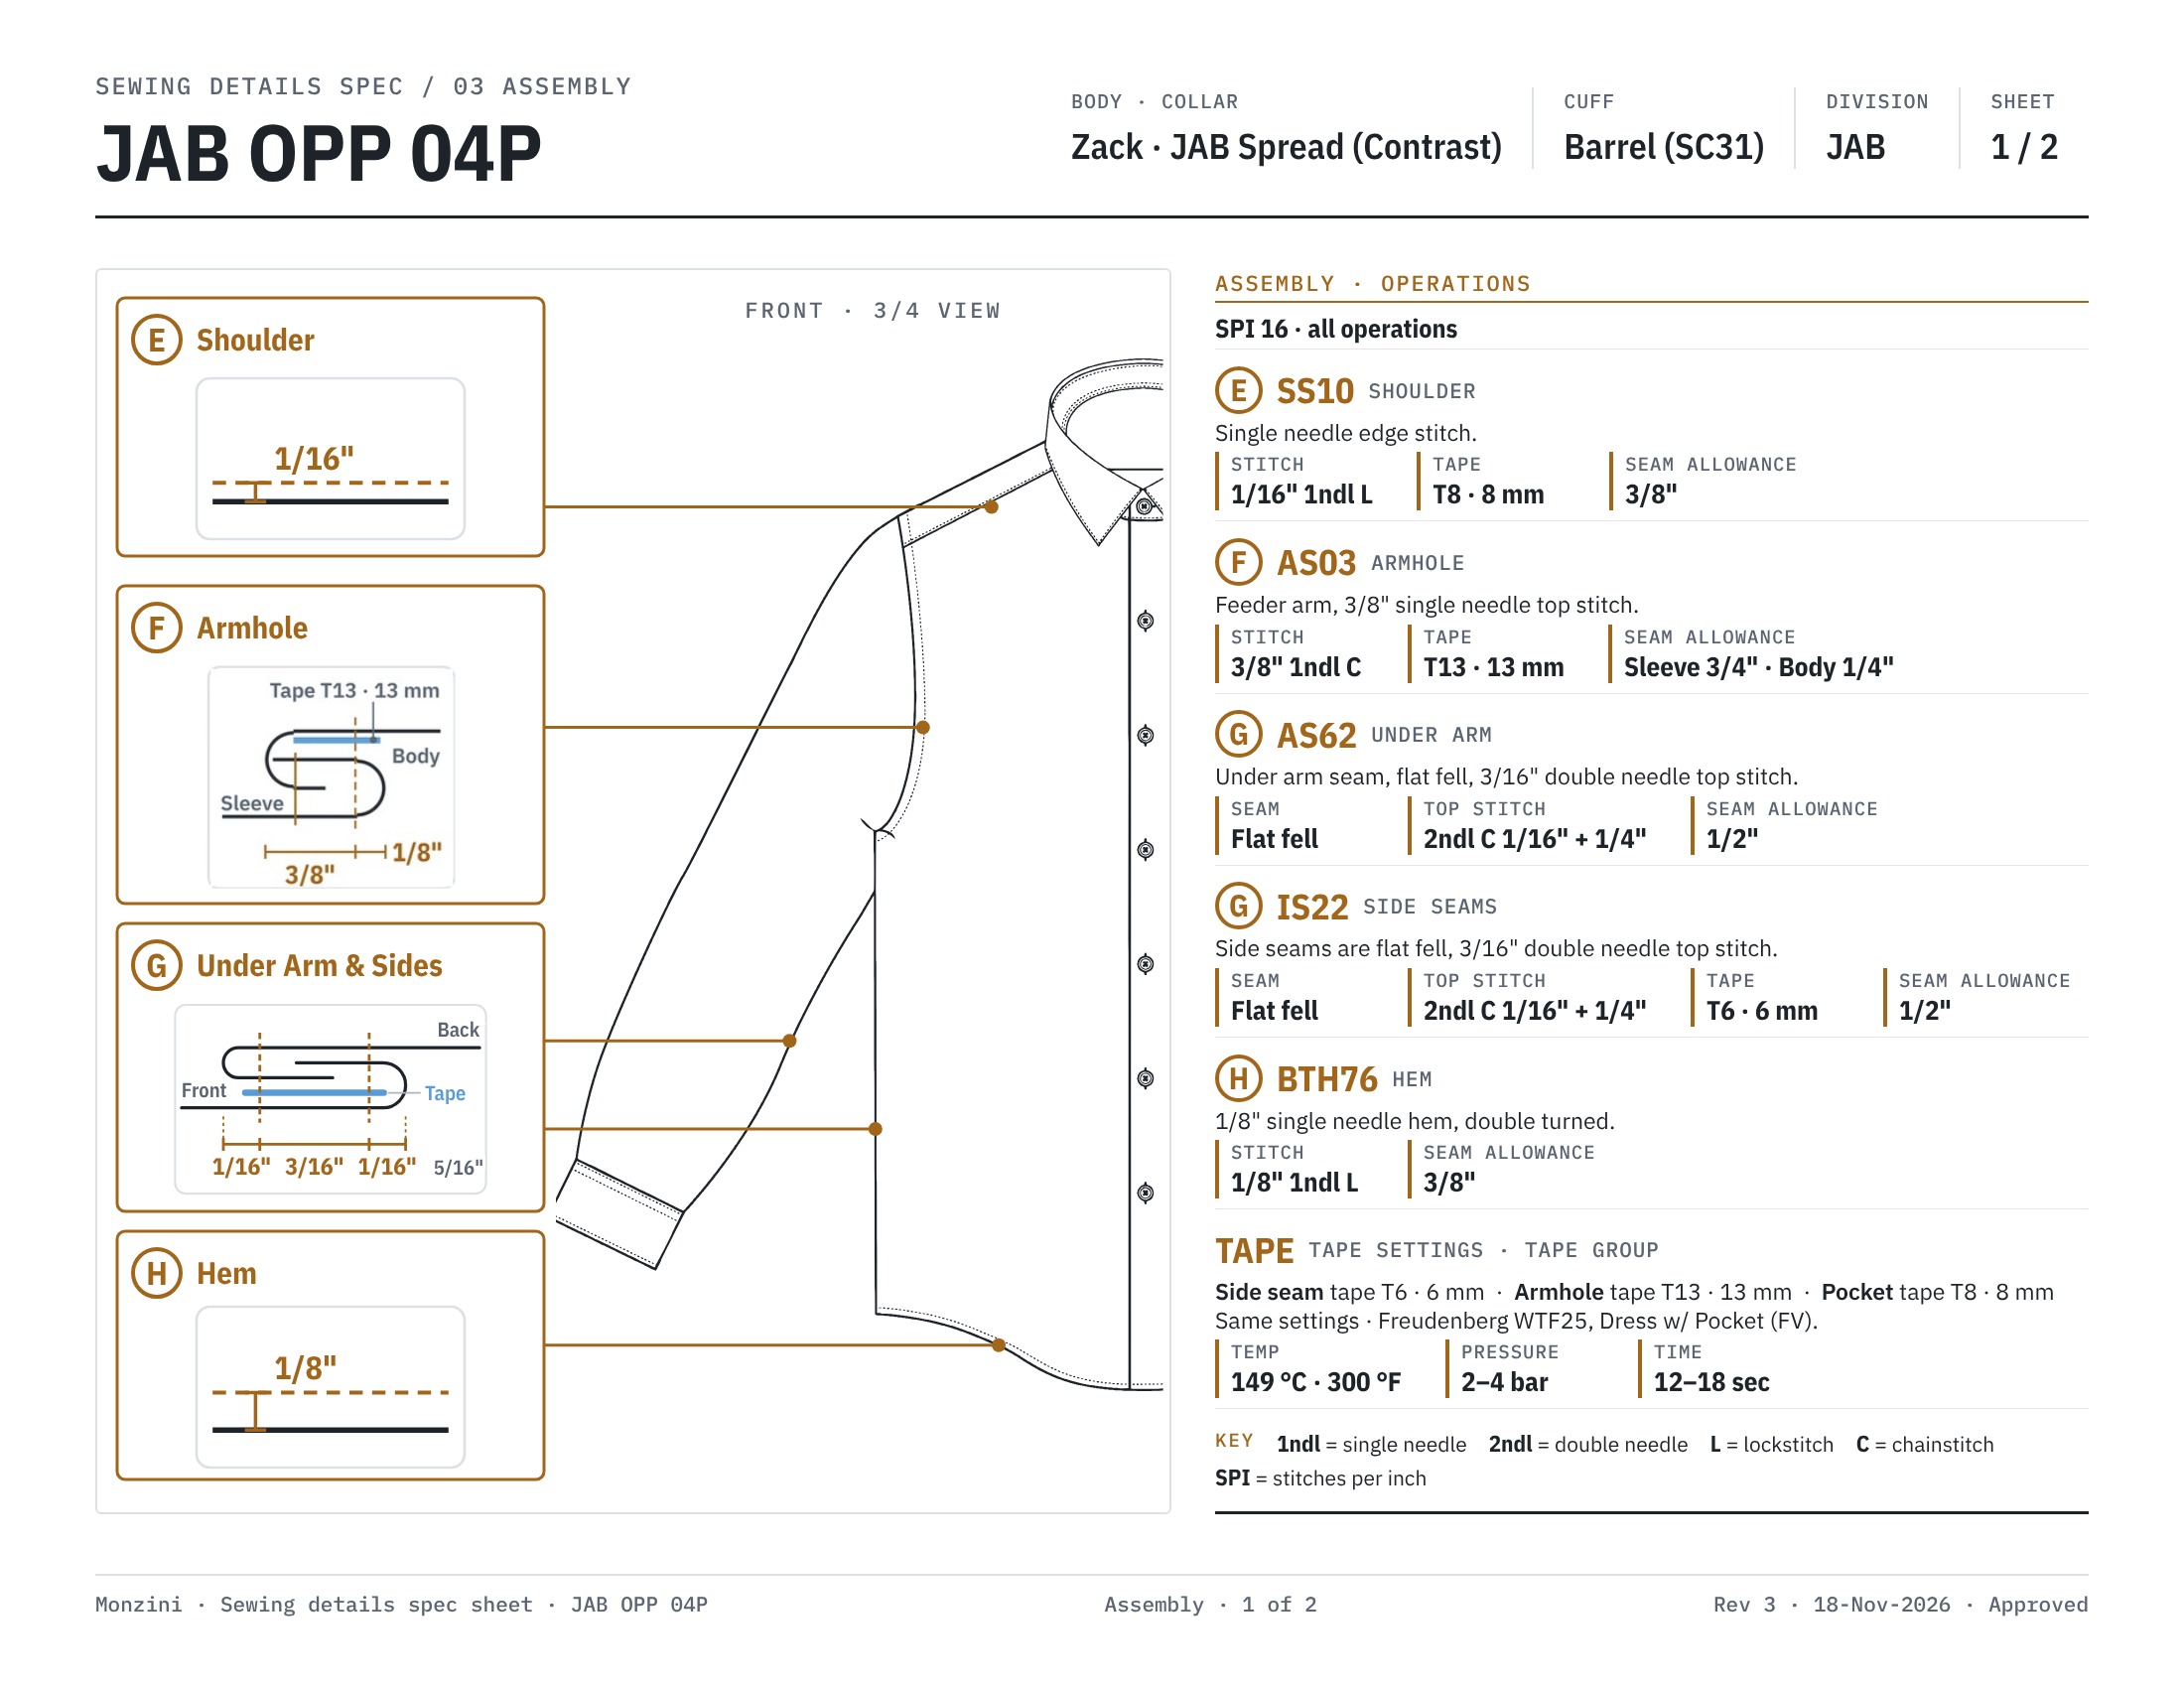 SEWING DETAILS SPEC / 03 ASSEMBLY
JAB OPP 04P
BODY · COLLAR
Zack · JAB Spread (Contrast)
CUFF
Barrel (SC31)
DIVISION
JAB
SHEET
1 / 2
FRONT · 3/4 VIEW
E Shoulder
1/16"
F Armhole
Tape T13 · 13 mm
Body
Sleeve
1/8"
3/8"
G Under Arm & Sides
Back
Front
Tape
1/16" 3/16" 1/16" 5/16"
H Hem
1/8"
ASSEMBLY · OPERATIONS
SPI 16 · all operations
E SS10 SHOULDER
Single needle edge stitch.
STITCH TAPE SEAM ALLOWANCE
1/16" 1ndl L T8 · 8 mm 3/8"
F AS03 ARMHOLE
Feeder arm, 3/8" single needle top stitch.
STITCH TAPE SEAM ALLOWANCE
3/8" 1ndl C T13 · 13 mm Sleeve 3/4" · Body 1/4"
G AS62 UNDER ARM
Under arm seam, flat fell, 3/16" double needle top stitch.
SEAM TOP STITCH SEAM ALLOWANCE
Flat fell 2ndl C 1/16" + 1/4" 1/2"
G IS22 SIDE SEAMS
Side seams are flat fell, 3/16" double needle top stitch.
SEAM TOP STITCH TAPE SEAM ALLOWANCE
Flat fell 2ndl C 1/16" + 1/4" T6 · 6 mm 1/2"
H BTH76 HEM
1/8" single needle hem, double turned.
STITCH SEAM ALLOWANCE
1/8" 1ndl L 3/8"
TAPE TAPE SETTINGS · TAPE GROUP
Side seam tape T6 · 6 mm · Armhole tape T13 · 13 mm · Pocket tape T8 · 8 mm
Same settings · Freudenberg WTF25, Dress w/ Pocket (FV).
TEMP PRESSURE TIME
149 °C · 300 °F 2–4 bar 12–18 sec
KEY 1ndl = single needle 2ndl = double needle L = lockstitch C = chainstitch
SPI = stitches per inch
Monzini · Sewing details spec sheet · JAB OPP 04P
Assembly · 1 of 2
Rev 3 · 18-Nov-2026 · Approved